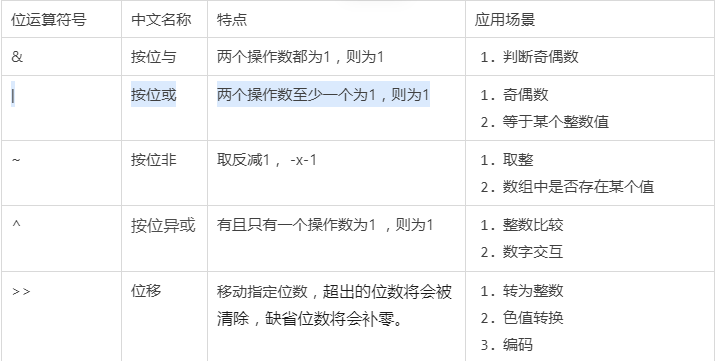 位运算符号 中文名称 特点 应用场景
& 按位与 两个操作数都为1，则为1 1. 判断奇偶数
| 按位或 两个操作数至少一个为1，则为1 1. 奇偶数
2. 等于某个整数值
~ 按位非 取反减1， -x-1 1. 取整
2. 数组中是否存在某个值
^ 按位异或 有且只有一个操作数为1 ，则为1 1. 整数比较
2. 数字交互
>> 位移 移动指定位数，超出的位数将会被 1. 转为整数
清除，缺省位数将会补零。 2. 色值转换
3. 编码